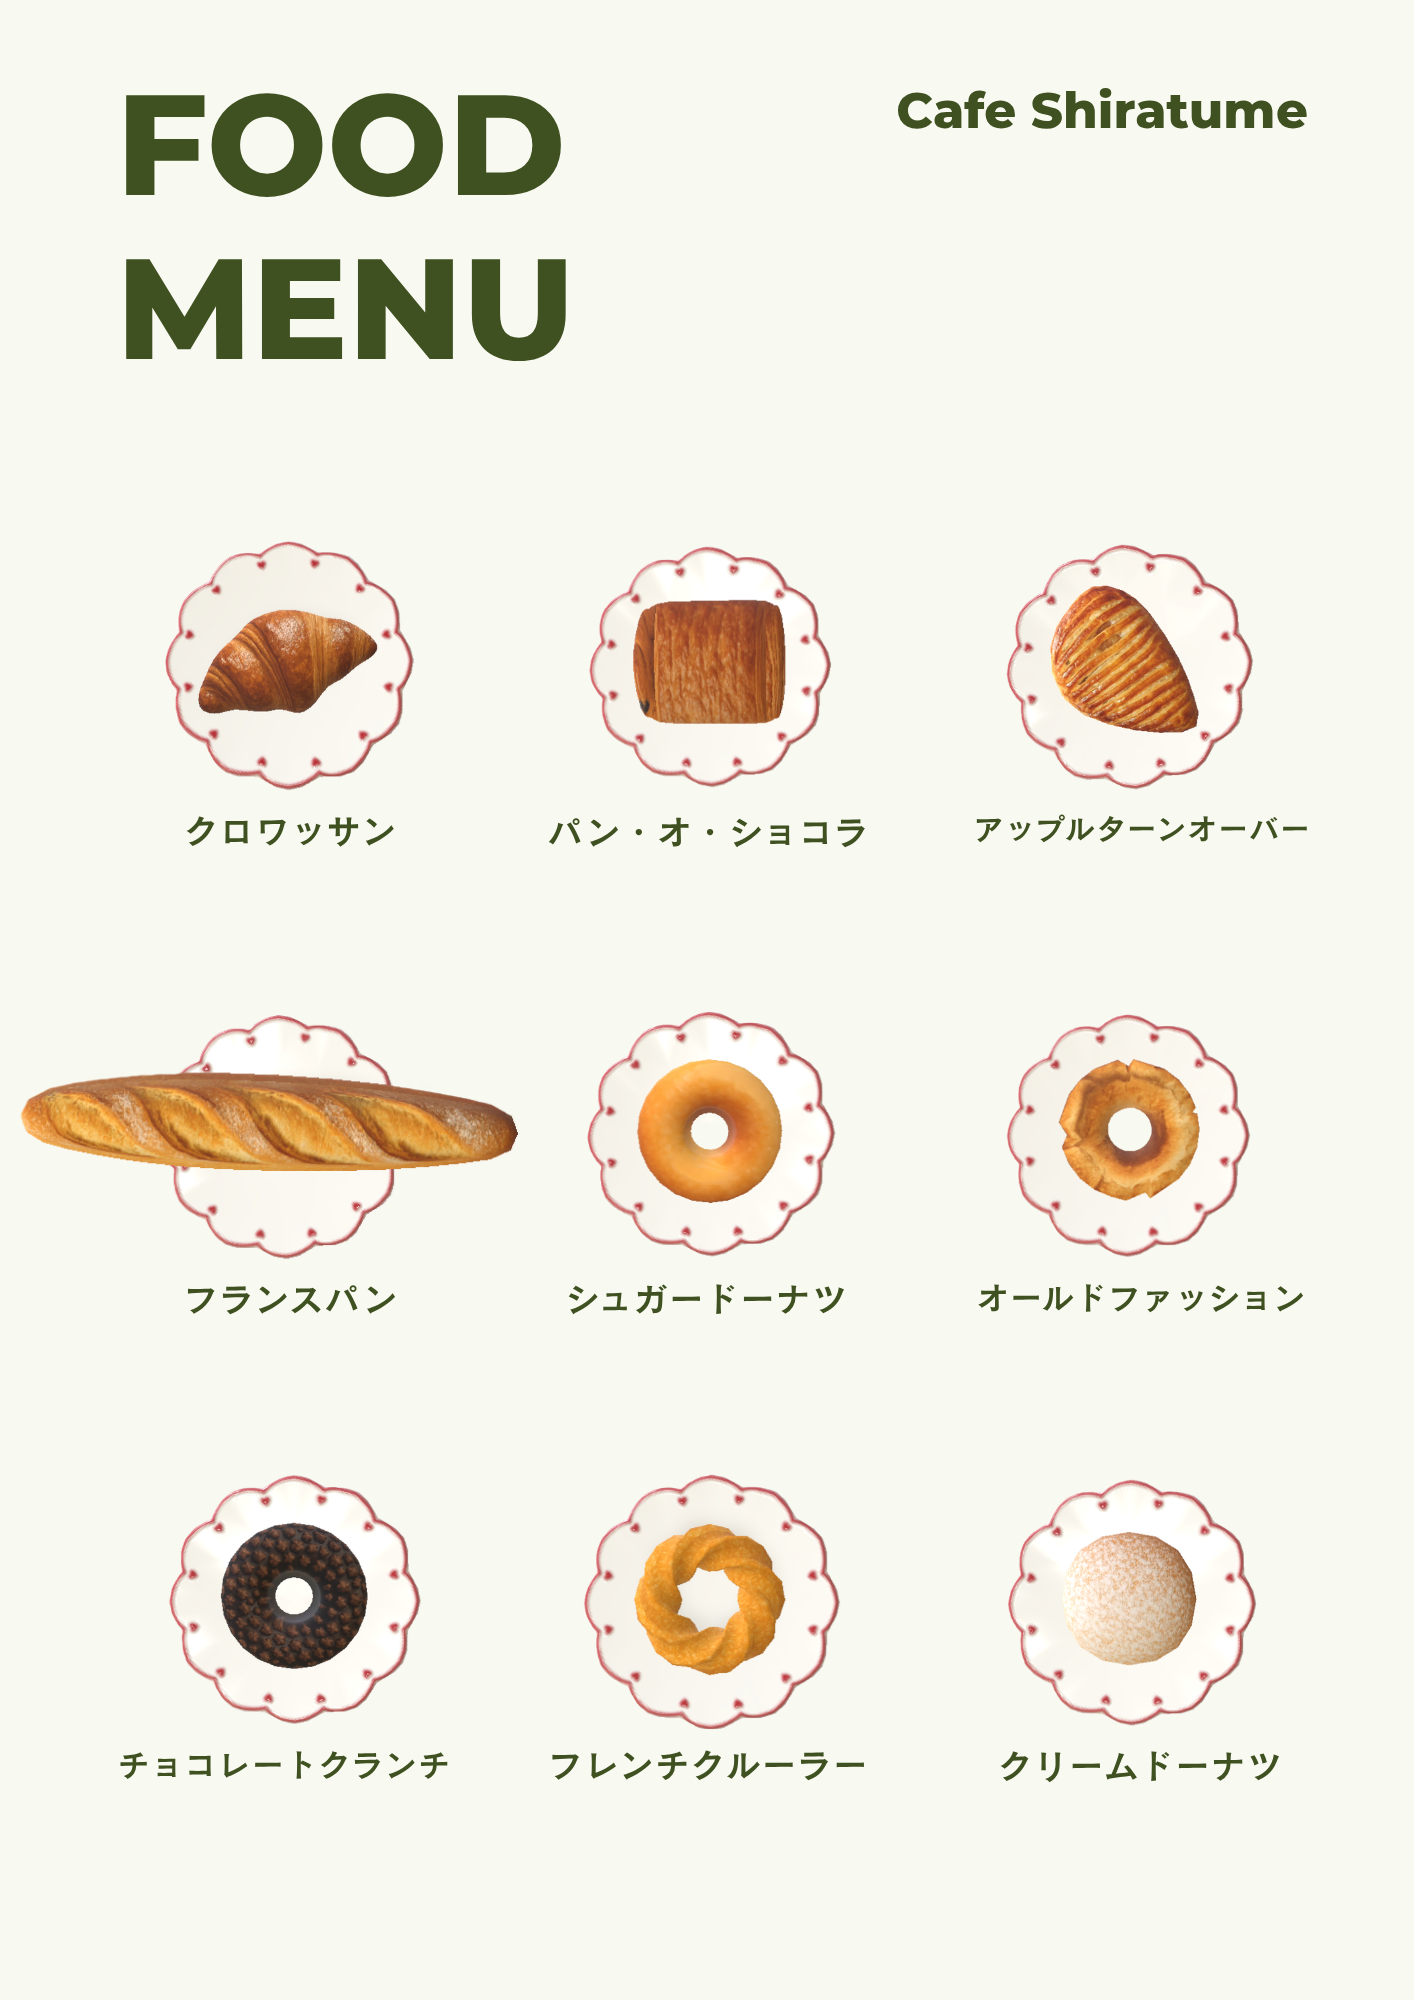 FOOD
MENU
Cafe Shiratume
クロワッサン
パン・オ・ショコラ
アップルターンオーバー
フランスパン
シュガードーナツ
オールドファッション
チョコレートクランチ
フレンチクルーラー
クリームドーナツ